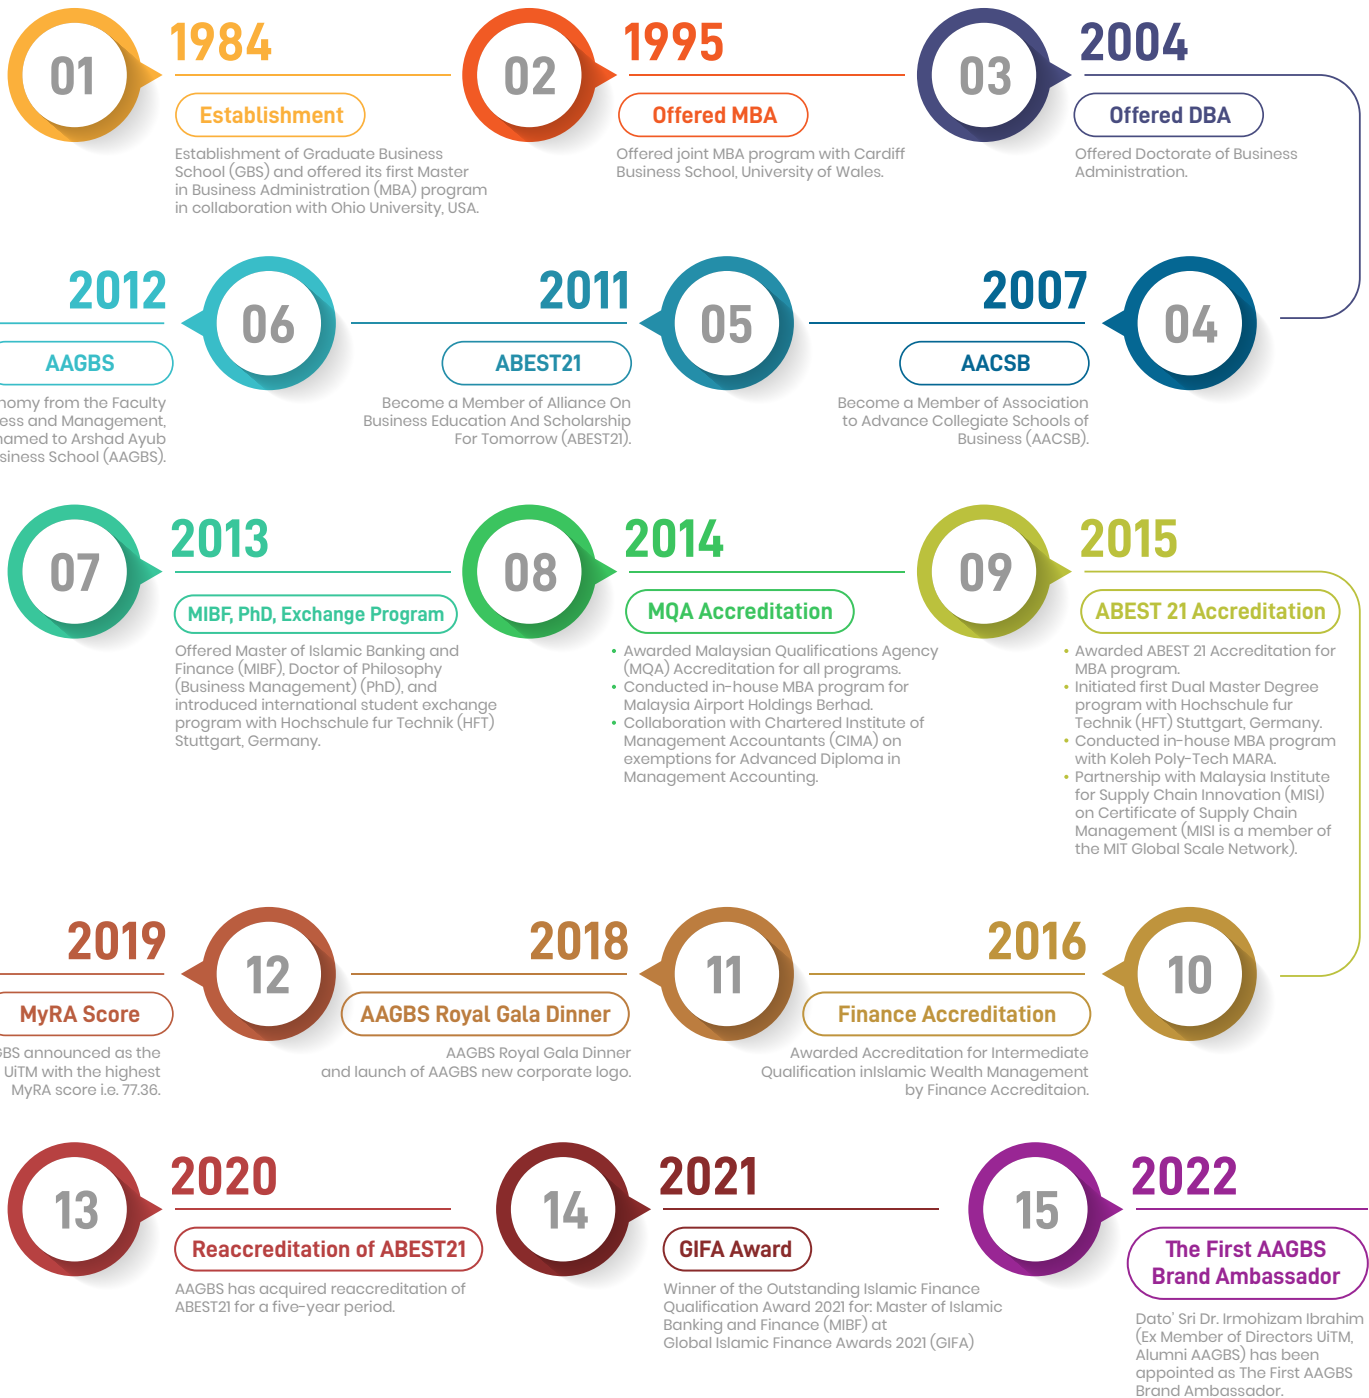 01
1984
Establishment
Establishment of Graduate Business
School (GBS) and offered its first Master
in Business Administration (MBA) program
in collaboration with Ohio University, USA.
02
1995
Offered MBA
Offered joint MBA program with Cardiff
Business School, University of Wales.
03
2004
Offered DBA
Offered Doctorate of Business
Administration.
04
2007
AACSB
Become a Member of Association
to Advance Collegiate Schools of
Business (AACSB).
05
2011
ABEST21
Become a Member of Alliance On
Business Education And Scholarship
For Tomorrow (ABEST21).
06
2012
AAGBS
from the Faculty
and Management,
to Arshad Ayub
School (AAGBS).
07
2013
MIBF, PhD, Exchange Program
Offered Master of Islamic Banking and
Finance (MIBF), Doctor of Philosophy
(Business Management) (PhD), and
introduced international student exchange
program with Hochschule fur Technik (HFT)
Stuttgart, Germany.
08
2014
MQA Accreditation
• Awarded Malaysian Qualifications Agency
(MQA) Accreditation for all programs.
• Conducted in-house MBA program for
Malaysia Airport Holdings Berhad.
• Collaboration with Chartered Institute of
Management Accountants (CIMA) on
exemptions for Advanced Diploma in
Management Accounting.
09
2015
ABEST 21 Accreditation
• Awarded ABEST 21 Accreditation for
MBA program.
• Initiated first Dual Master Degree
program with Hochschule fur
Technik (HFT) Stuttgart, Germany.
• Conducted in-house MBA program
with Koleh Poly-Tech MARA.
• Partnership with Malaysia Institute
for Supply Chain Innovation (MISI)
on Certificate of Supply Chain
Management (MISI is a member of
the MIT Global Scale Network).
10
2016
Finance Accreditation
Awarded Accreditation for Intermediate
Qualification inIslamic Wealth Management
by Finance Accreditaion.
11
2018
AAGBS Royal Gala Dinner
AAGBS Royal Gala Dinner
and launch of AAGBS new corporate logo.
12
2019
MyRA Score
announced as the
UiTM with the highest
MyRA score i.e. 77.36.
13
2020
Reaccreditation of ABEST21
AAGBS has acquired reaccreditation of
ABEST21 for a five-year period.
14
2021
GIFA Award
Winner of the Outstanding Islamic Finance
Qualification Award 2021 for: Master of Islamic
Banking and Finance (MIBF) at
Global Islamic Finance Awards 2021 (GIFA)
15
2022
The First AAGBS
Brand Ambassador
Dato' Sri Dr. Irmohizam Ibrahim
(Ex Member of Directors UiTM,
Alumni AAGBS) has been
appointed as The First AAGBS
Brand Ambassador.